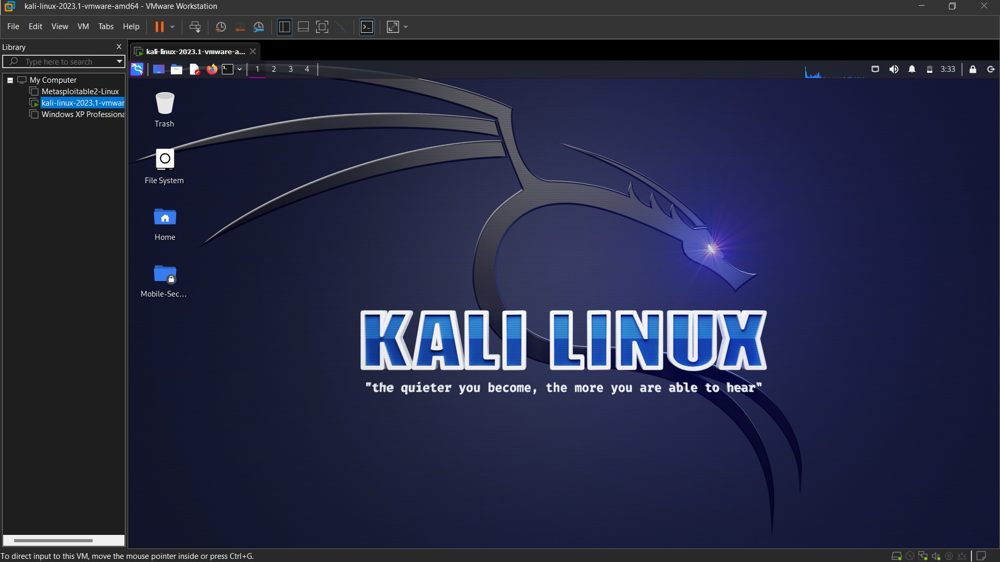 kali-linux-2023.1-vmware-amd64 - VMware Workstation
File Edit View VM Tabs Help
Library
Type here to search
My Computer
Metasploitable2-Linux
kali-linux-2023.1-vmwar
Windows XP Professiona
kali-linux-2023.1-vmware-a...
1 2 3 4
3:33
Trash
File System
Home
Mobile-Sec...
KALI LINUX
"the quieter you become, the more you are able to hear"
To direct input to this VM, move the mouse pointer inside or press Ctrl+G.